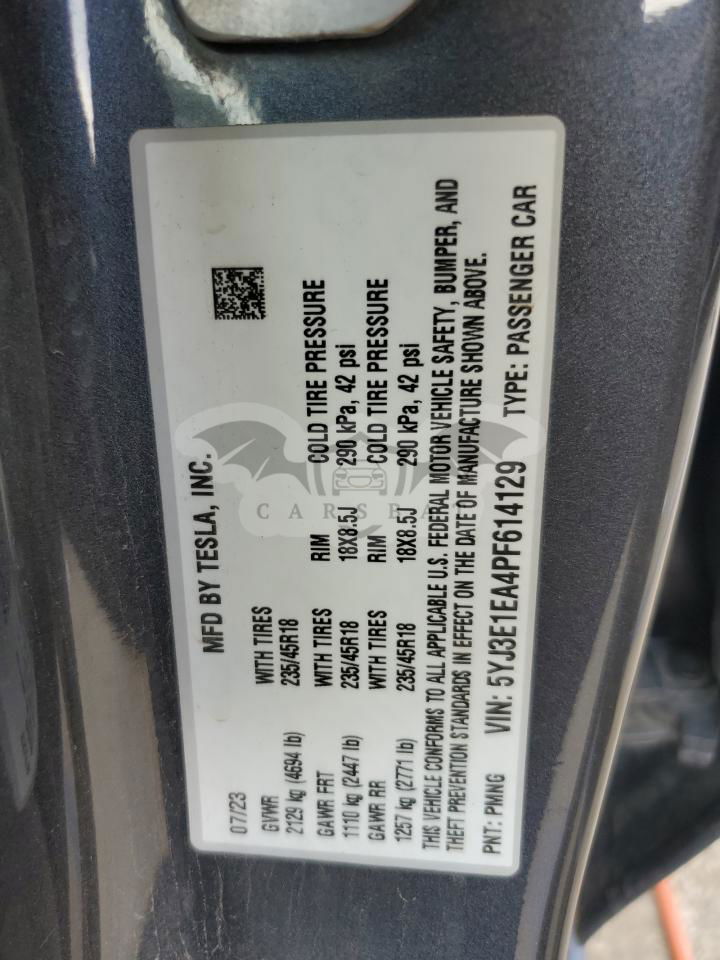 MFD BY TESLA, INC.
07/23
GVWR WITH TIRES
2129 kg (4694 lb) 235/45R18
GAWR FRT WITH TIRES RIM COLD TIRE PRESSURE
1110 kg (2447 lb) 235/45R18 18X8.5J 290 kPa, 42 psi
GAWR RR WITH TIRES RIM COLD TIRE PRESSURE
1257 kg (2771 lb) 235/45R18 18X8.5J 290 kPa, 42 psi
THIS VEHICLE CONFORMS TO ALL APPLICABLE U.S. FEDERAL MOTOR VEHICLE SAFETY, BUMPER, AND
THEFT PREVENTION STANDARDS IN EFFECT ON THE DATE OF MANUFACTURE SHOWN ABOVE.
PNT: PMNG VIN: 5YJ3E1EA4PF614129 TYPE: PASSENGER CAR